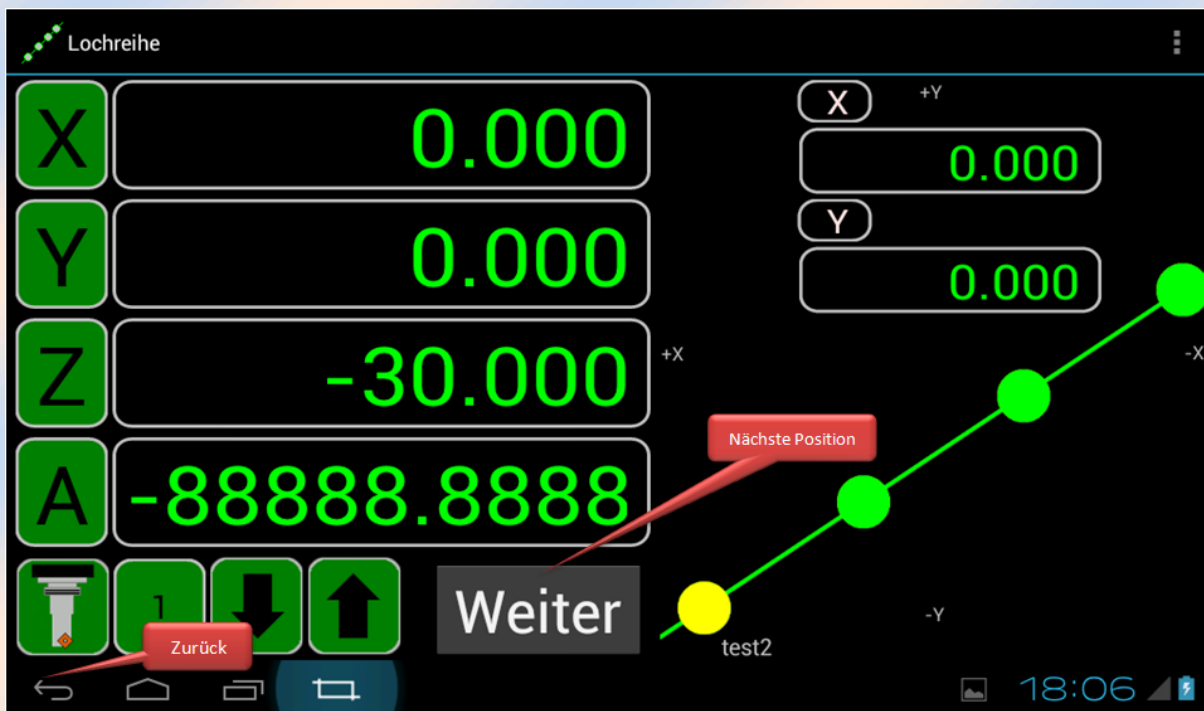 Lochreihe
X
0.000
Y
0.000
Z
-30.000
A
-88888.8888
X
+Y
0.000
Y
0.000
+X
-X
Nächste Position
1
Weiter
Zurück
-Y
test2
18:06